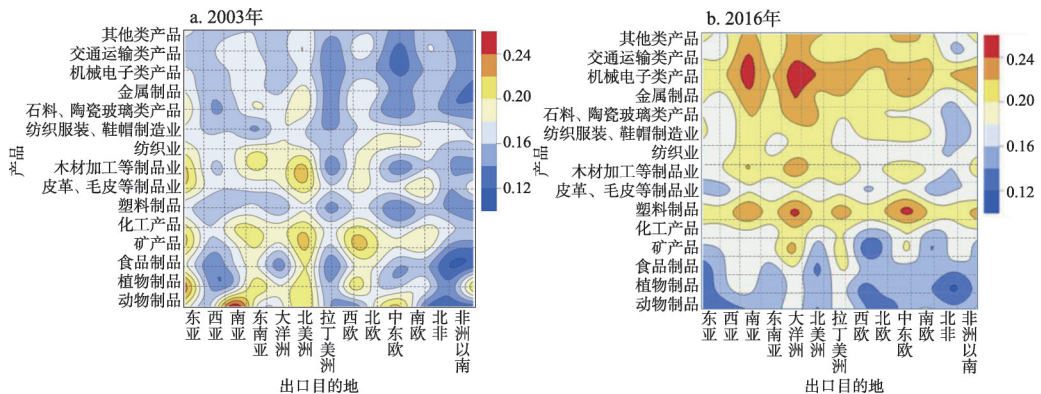 a. 2003年
产品
其他类产品
交通运输类产品
机械电子类产品
金属制品
石料、陶瓷玻璃类产品
纺织服装、鞋帽制造业
纺织业
木材加工等制品业
皮革、毛皮等制品业
塑料制品
化工产品
矿产品
食品制品
植物制品
动物制品
东亚
西亚
南亚
东南亚
大洋洲
北美洲
拉丁美洲
西欧
北欧
中东欧
南欧
北非
非洲以南
出口目的地
0.24
0.20
0.16
0.12
b. 2016年
产品
其他类产品
交通运输类产品
机械电子类产品
金属制品
石料、陶瓷玻璃类产品
纺织服装、鞋帽制造业
纺织业
木材加工等制品业
皮革、毛皮等制品业
塑料制品
化工产品
矿产品
食品制品
植物制品
动物制品
东亚
西亚
南亚
东南亚
大洋洲
北美洲
拉丁美洲
西欧
北欧
中东欧
南欧
北非
非洲以南
出口目的地
0.24
0.20
0.16
0.12